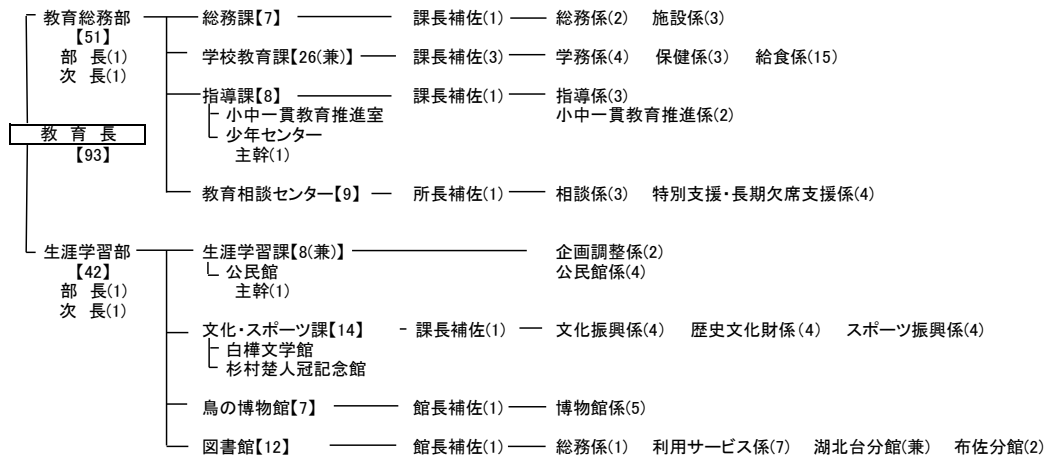 教育総務部 総務課【7】 課長補佐(1) 総務係(2) 施設係(3)
【51】
部 長(1)
次 長(1)
学校教育課【26(兼)】 課長補佐(3) 学務係(4) 保健係(3) 給食係(15)
指導課【8】 課長補佐(1) 指導係(3)
小中一貫教育推進室 小中一貫教育推進係(2)
少年センター
主幹(1)
教 育 長
【93】
教育相談センター【9】 所長補佐(1) 相談係(3) 特別支援・長期欠席支援係(4)
生涯学習部 生涯学習課【8(兼)】 企画調整係(2)
【42】 公民館 公民館係(4)
部 長(1) 主幹(1)
次 長(1)
文化・スポーツ課【14】 課長補佐(1) 文化振興係(4) 歴史文化財係(4) スポーツ振興係(4)
白樺文学館
杉村楚人冠記念館
鳥の博物館【7】 館長補佐(1) 博物館係(5)
図書館【12】 館長補佐(1) 総務係(1) 利用サービス係(7) 湖北台分館(兼) 布佐分館(2)